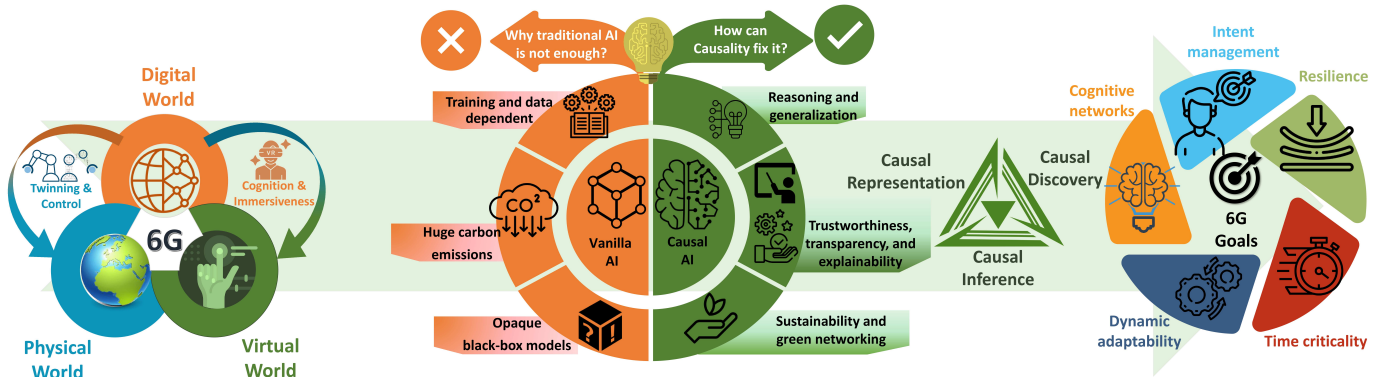 Digital
World
Twinning &
Control
VR
Cognition &
Immersiveness
6G
Physical
World
Virtual
World
Why traditional AI
is not enough?
How can
Causality fix it?
Training and data
dependent
Huge carbon
emissions
Opaque
black-box models
CO²
?!
Vanilla
AI
Causal
AI
Reasoning and
generalization
Trustworthiness,
transparency, and
explainability
Sustainability and
green networking
Causal
Representation
Causal
Discovery
Causal
Inference
Intent
management
Resilience
Cognitive
networks
6G
Goals
Dynamic
adaptability
Time criticality